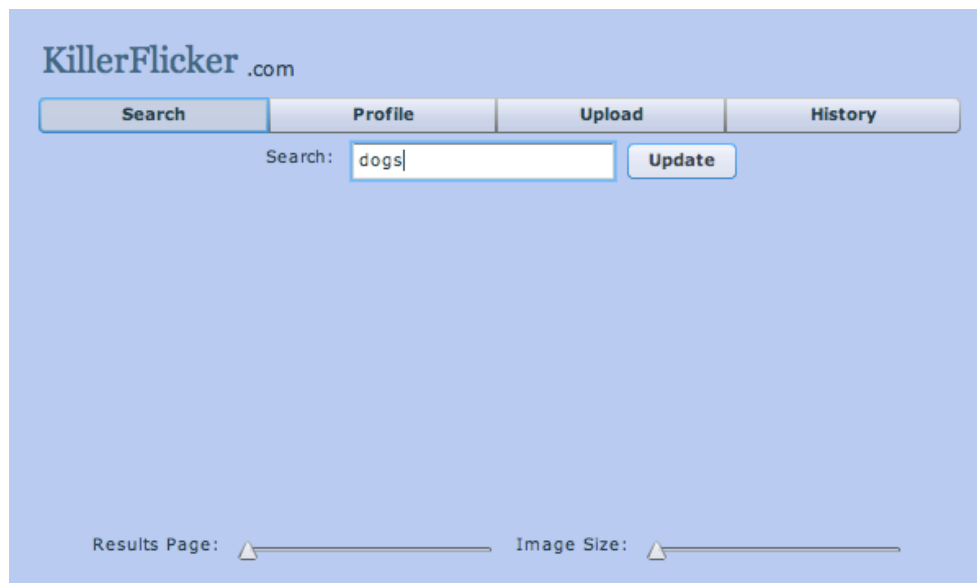 KillerFlicker .com
Search Profile Upload History
Search: dogs Update
Results Page: Image Size: